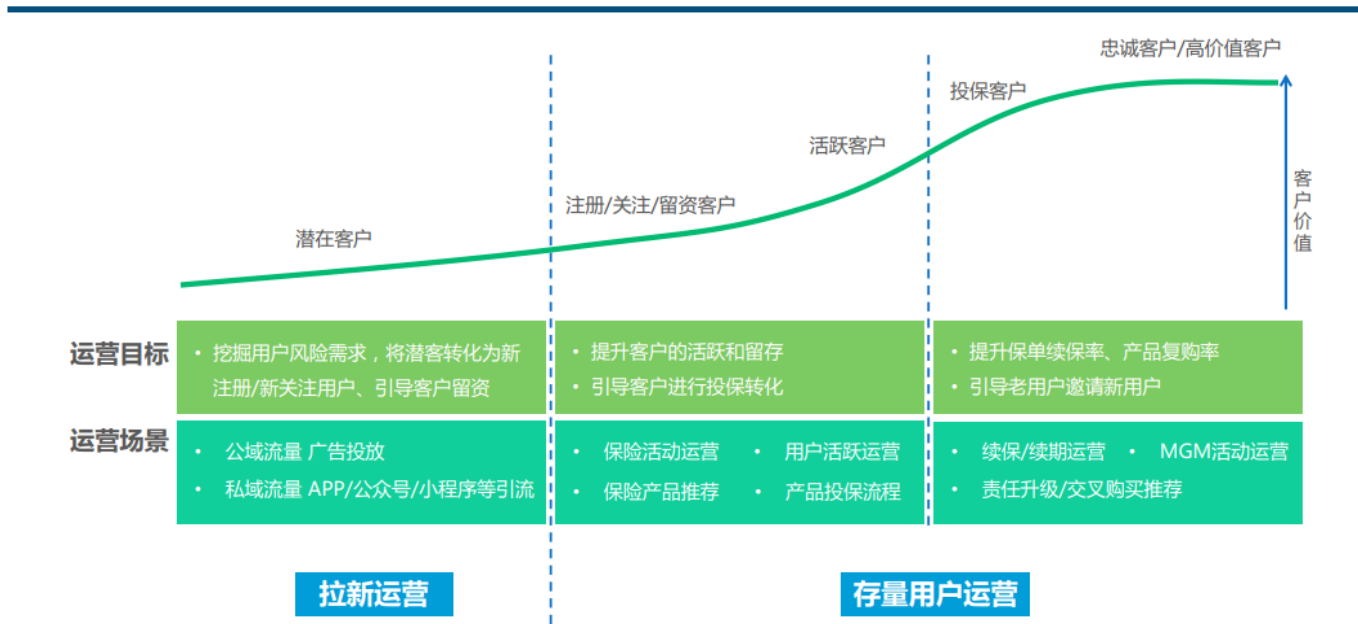 忠诚客户/高价值客户
投保客户
活跃客户
注册/关注/留资客户
潜在客户
客户价值
运营目标
• 挖掘用户风险需求，将潜客转化为新
注册/新关注用户、引导客户留资
• 提升客户的活跃和留存
• 引导客户进行投保转化
• 提升保单续保率、产品复购率
• 引导老用户邀请新用户
运营场景
• 公域流量 广告投放
• 私域流量 APP/公众号/小程序等引流
• 保险活动运营 • 用户活跃运营
• 保险产品推荐 • 产品投保流程
• 续保/续期运营 • MGM活动运营
• 责任升级/交叉购买推荐
拉新运营
存量用户运营